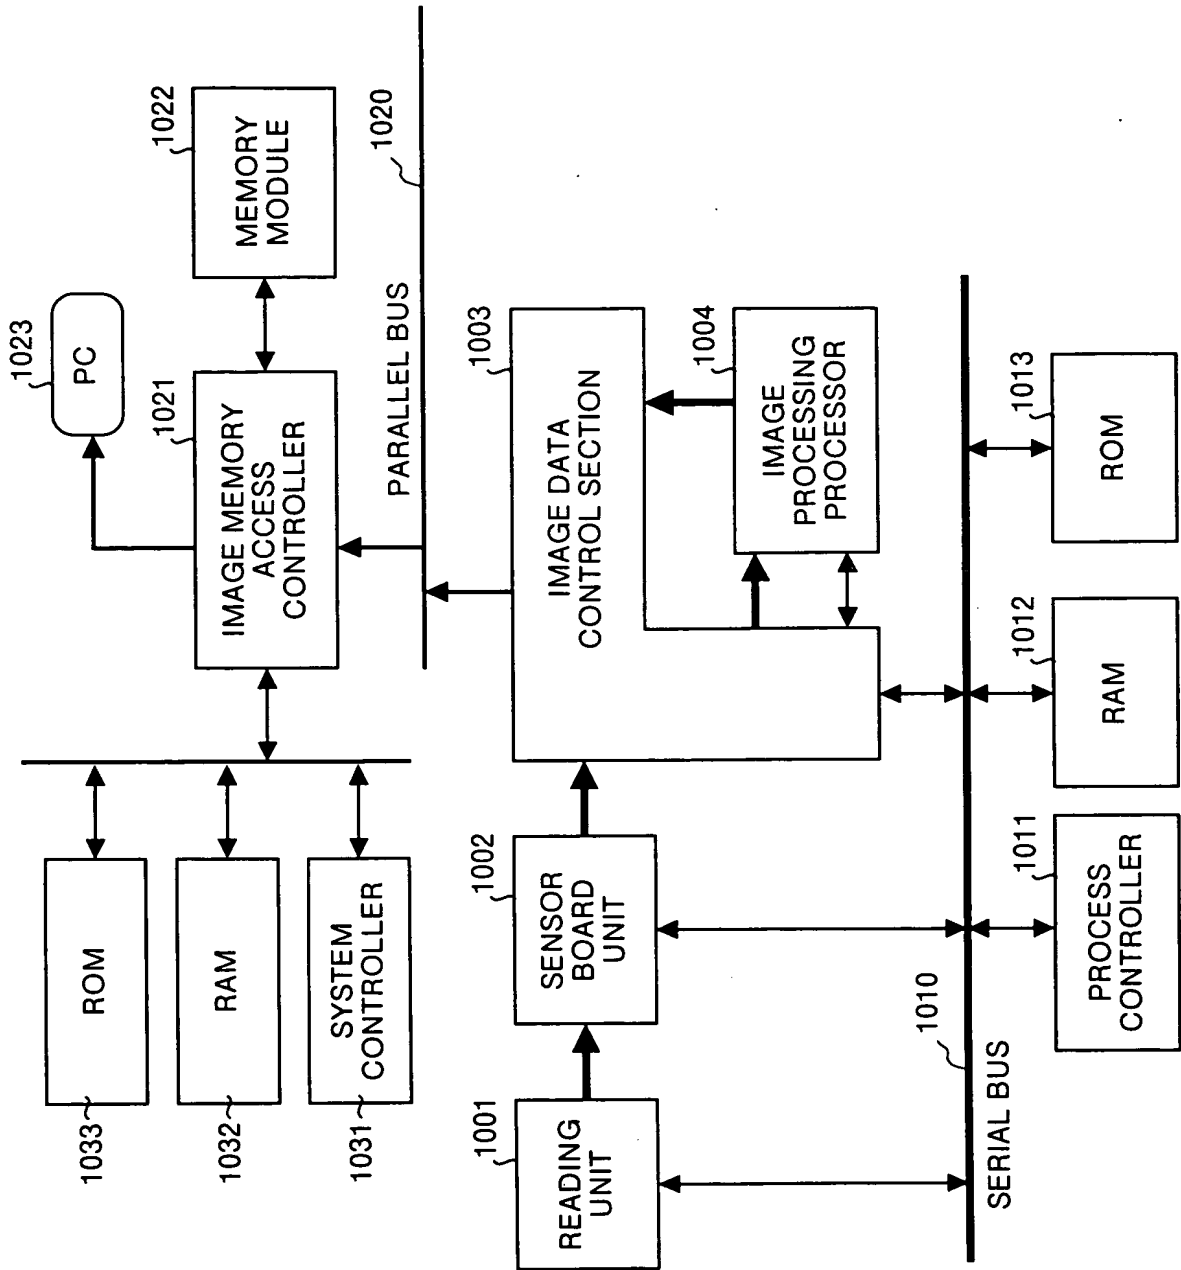 1033
ROM
1032
RAM
1031
SYSTEM
CONTROLLER
1023
PC
1021
IMAGE MEMORY
ACCESS
CONTROLLER
1022
MEMORY
MODULE
PARALLEL BUS
1020
1001
READING
UNIT
1002
SENSOR
BOARD
UNIT
1003
IMAGE DATA
CONTROL SECTION
1004
IMAGE
PROCESSING
PROCESSOR
SERIAL BUS
1010
1011
PROCESS
CONTROLLER
1012
RAM
1013
ROM